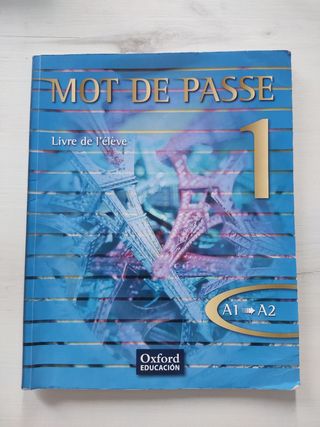 MOT DE PASSE
1
Livre de l'élève
A1 ➠ A2
Oxford
EDUCACIÓN